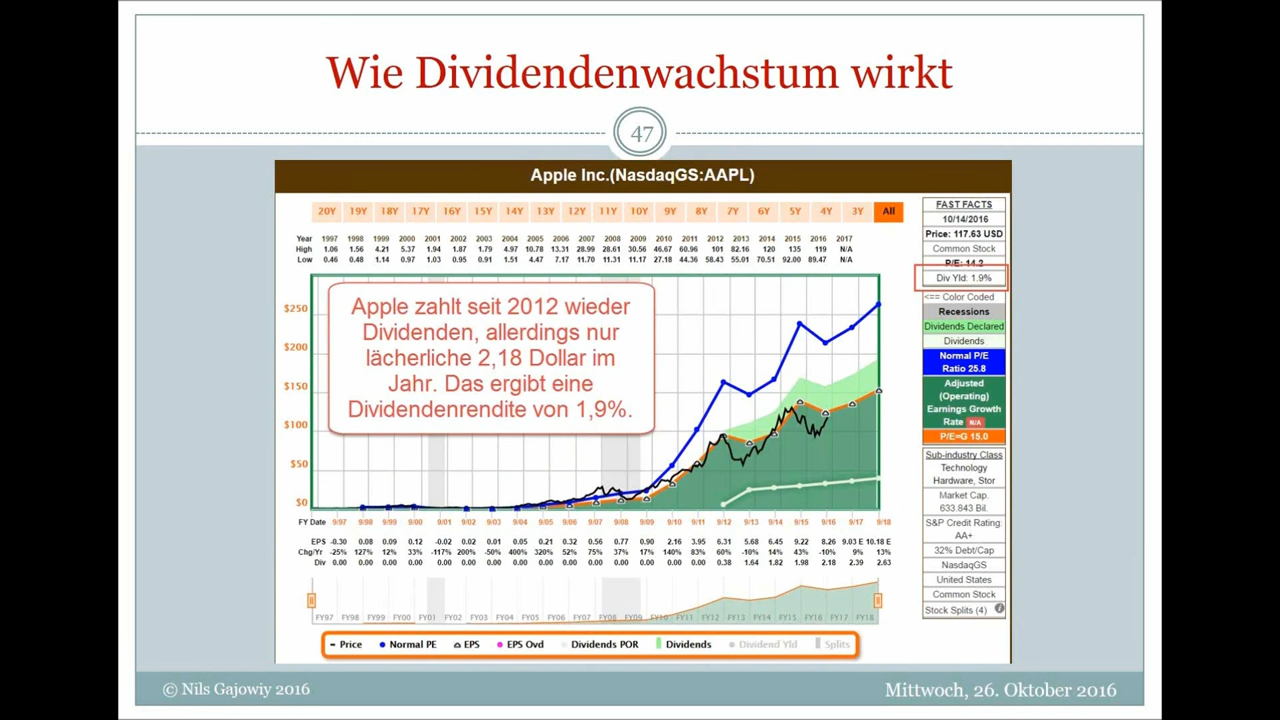 Wie Dividendenwachstum wirkt
47
Apple Inc.(NasdaqGS:AAPL)
20Y 19Y 18Y 17Y 16Y 15Y 14Y 13Y 12Y 11Y 10Y 9Y 8Y 7Y 6Y 5Y 4Y 3Y All
Year 1997 1998 1999 2000 2001 2002 2003 2004 2005 2006 2007 2008 2009 2010 2011 2012 2013 2014 2015 2016 2017
High 1.06 1.56 4.21 5.37 1.94 1.87 1.79 4.97 10.78 13.31 28.99 28.61 30.56 46.67 60.96 101 82.16 120 135 119 N/A
Low 0.46 0.48 1.14 0.97 1.03 0.95 0.91 1.51 4.47 7.17 11.70 11.31 11.17 27.18 44.36 58.43 55.01 70.51 92.00 89.47 N/A
Apple zahlt seit 2012 wieder
Dividenden, allerdings nur
lächerliche 2,18 Dollar im
Jahr. Das ergibt eine
Dividendenrendite von 1,9%.
$250
$200
$150
$100
$50
$0
FY Date 9/97 9/98 9/99 9/00 9/01 9/02 9/03 9/04 9/05 9/06 9/07 9/08 9/09 9/10 9/11 9/12 9/13 9/14 9/15 9/16 9/17 9/18
EPS -0.30 0.08 0.09 0.12 -0.02 0.02 0.01 0.05 0.21 0.32 0.56 0.77 0.90 2.16 3.95 6.31 5.68 6.45 9.22 8.26 9.03 E 10.18 E
Chg/Yr -25% 127% 12% 33% -117% 200% -50% 400% 320% 52% 75% 37% 17% 140% 83% 60% -10% 14% 43% -10% 9% 13%
Div 0.00 0.00 0.00 0.00 0.00 0.00 0.00 0.00 0.00 0.00 0.00 0.00 0.00 0.00 0.00 0.38 1.64 1.82 1.98 2.18 2.39 2.63
FY97 FY98 FY99 FY00 FY01 FY02 FY03 FY04 FY05 FY06 FY07 FY08 FY09 FY10 FY11 FY12 FY13 FY14 FY15 FY16 FY17 FY18
Price Normal PE EPS EPS Ovd Dividends POR Dividends Dividend Yld Splits
FAST FACTS
10/14/2016
Price: 117.63 USD
Common Stock
P/E: 14.2
Div Yld: 1.9%
<== Color Coded
Recessions
Dividends Declared
Dividends
Normal P/E
Ratio 25.8
Adjusted
(Operating)
Earnings Growth
Rate N/A
P/E=G 15.0
Sub-industry Class
Technology
Hardware, Stor
Market Cap.
633.843 Bil.
S&P Credit Rating:
AA+
32% Debt/Cap
NasdaqGS
United States
Common Stock
Stock Splits (4)
© Nils Gajowiy 2016
Mittwoch, 26. Oktober 2016